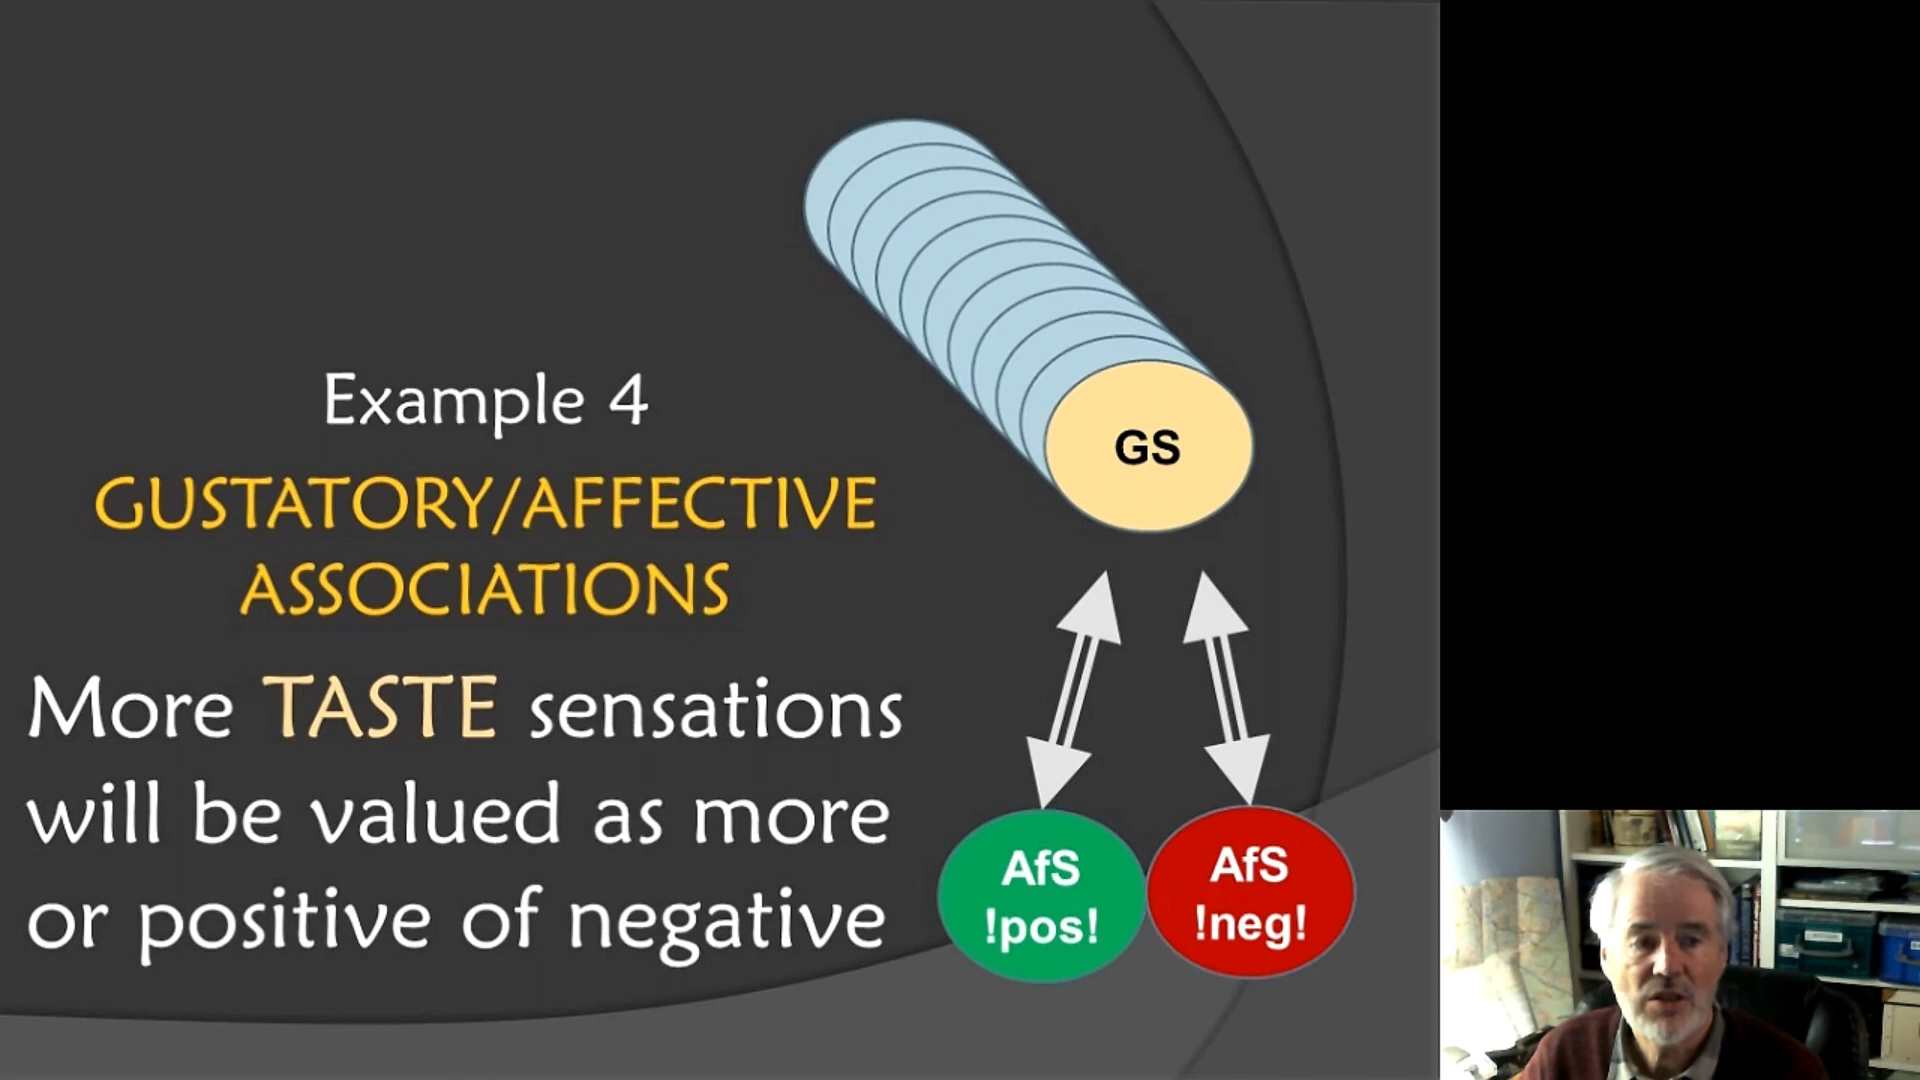 Example 4
GUSTATORY/AFFECTIVE
ASSOCIATIONS
More TASTE sensations
will be valued as more
or positive of negative
GS
AfS
!pos!
AfS
!neg!